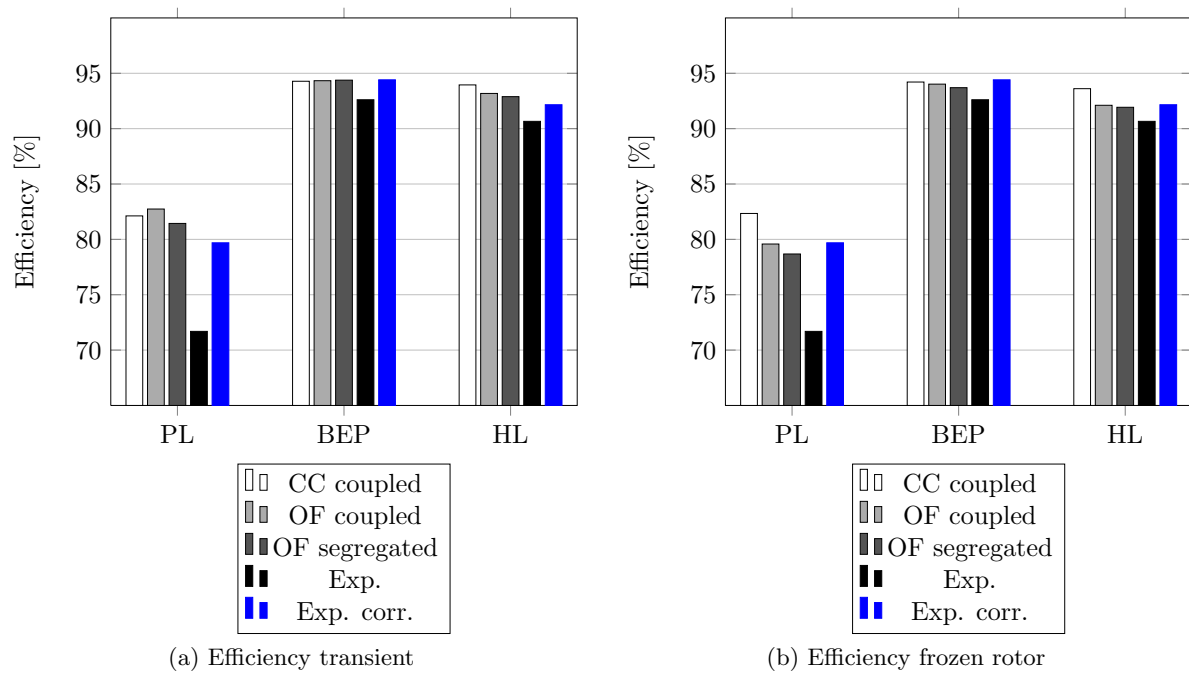 95
90
85
80
75
70
Efficiency [%]
PL BEP HL
CC coupled
OF coupled
OF segregated
Exp.
Exp. corr.
(a) Efficiency transient
95
90
85
80
75
70
Efficiency [%]
PL BEP HL
CC coupled
OF coupled
OF segregated
Exp.
Exp. corr.
(b) Efficiency frozen rotor